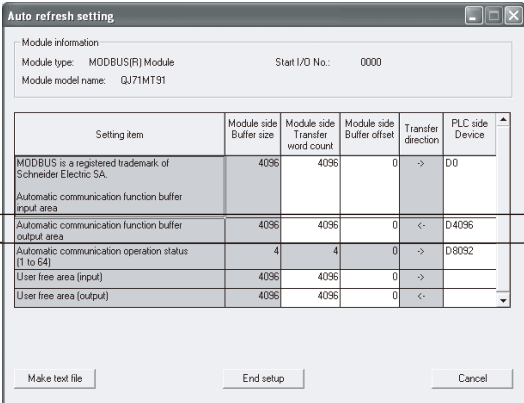 Auto refresh setting
Module information
Module type: MODBUS(R) Module Start I/O No.: 0000
Module model name: QJ71MT91
Setting item Module side Buffer size Module side Transfer word count Module side Buffer offset Transfer direction PLC side Device
MODBUS is a registered trademark of
Schneider Electric SA.
Automatic communication function buffer
input area 4096 4096 0 -> D0
Automatic communication function buffer
output area 4096 4096 0 <- D4096
Automatic communication operation status
(1 to 64) 4 4 0 -> D8092
User free area (input) 4096 4096 0 ->
User free area (output) 4096 4096 0 <-
Make text file End setup Cancel